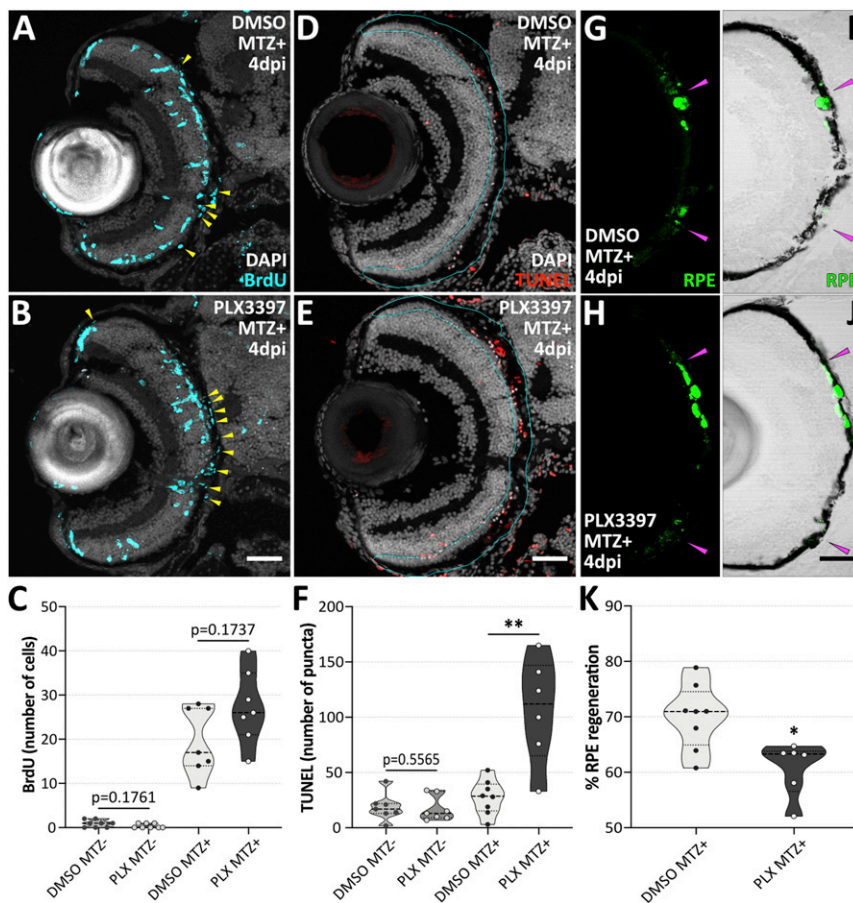 A
DMSO
MTZ+
4dpi
DAPI
BrdU
D
DMSO
MTZ+
4dpi
DAPI
TUNEL
G
DMSO
MTZ+
4dpi
RPE
B
PLX3397
MTZ+
4dpi
E
PLX3397
MTZ+
4dpi
H
PLX3397
MTZ+
4dpi
J
C
BrdU (number of cells)
50
40
30
20
10
0
p=0.1761
p=0.1737
DMSO MTZ-
PLX MTZ-
DMSO MTZ+
PLX MTZ+
F
TUNEL (number of puncta)
200
150
100
50
0
p=0.5565
**
DMSO MTZ-
PLX MTZ-
DMSO MTZ+
PLX MTZ+
K
% RPE regeneration
90
80
70
60
50
*
DMSO MTZ+
PLX MTZ+